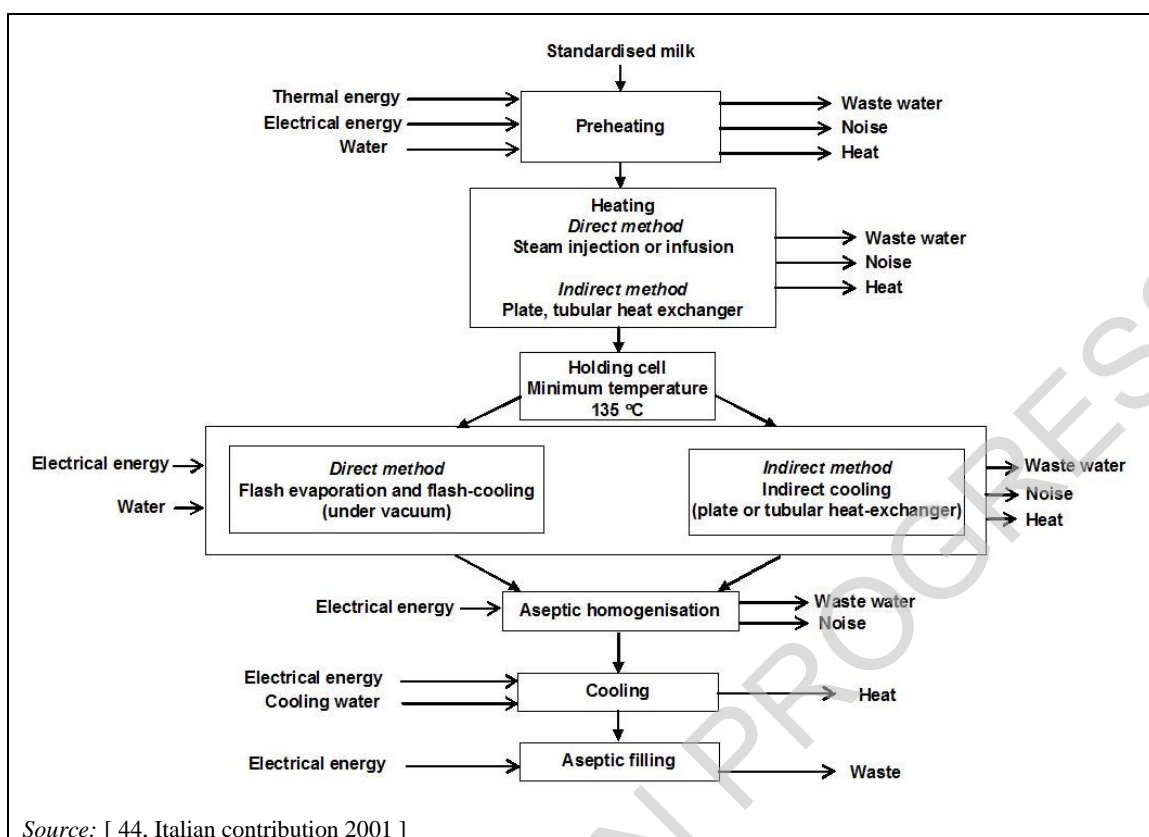 Standardised milk
Thermal energy
Electrical energy
Water
Preheating
Waste water
Noise
Heat
Heating
Direct method
Steam injection or infusion
Indirect method
Plate, tubular heat exchanger
Waste water
Noise
Heat
Holding cell
Minimum temperature
135 ºC
Electrical energy
Water
Direct method
Flash evaporation and flash-cooling
(under vacuum)
Indirect method
Indirect cooling
(plate or tubular heat-exchanger)
Waste water
Noise
Heat
Electrical energy
Aseptic homogenisation
Waste water
Noise
Electrical energy
Cooling water
Cooling
Heat
Electrical energy
Aseptic filling
Waste
Source: [ 44, Italian contribution 2001 ]
N PROGRES